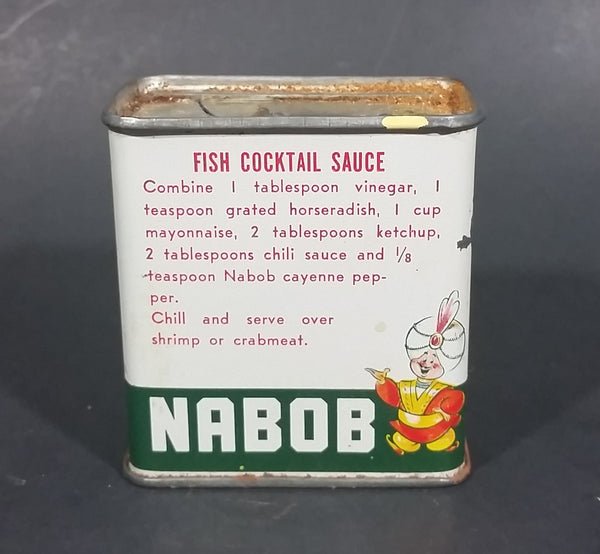 FISH COCKTAIL SAUCE
Combine 1 tablespoon vinegar, 1
teaspoon grated horseradish, 1 cup
mayonnaise, 2 tablespoons ketchup,
2 tablespoons chili sauce and 1/8
teaspoon Nabob cayenne pep-
per.
Chill and serve over
shrimp or crabmeat.
NABOB